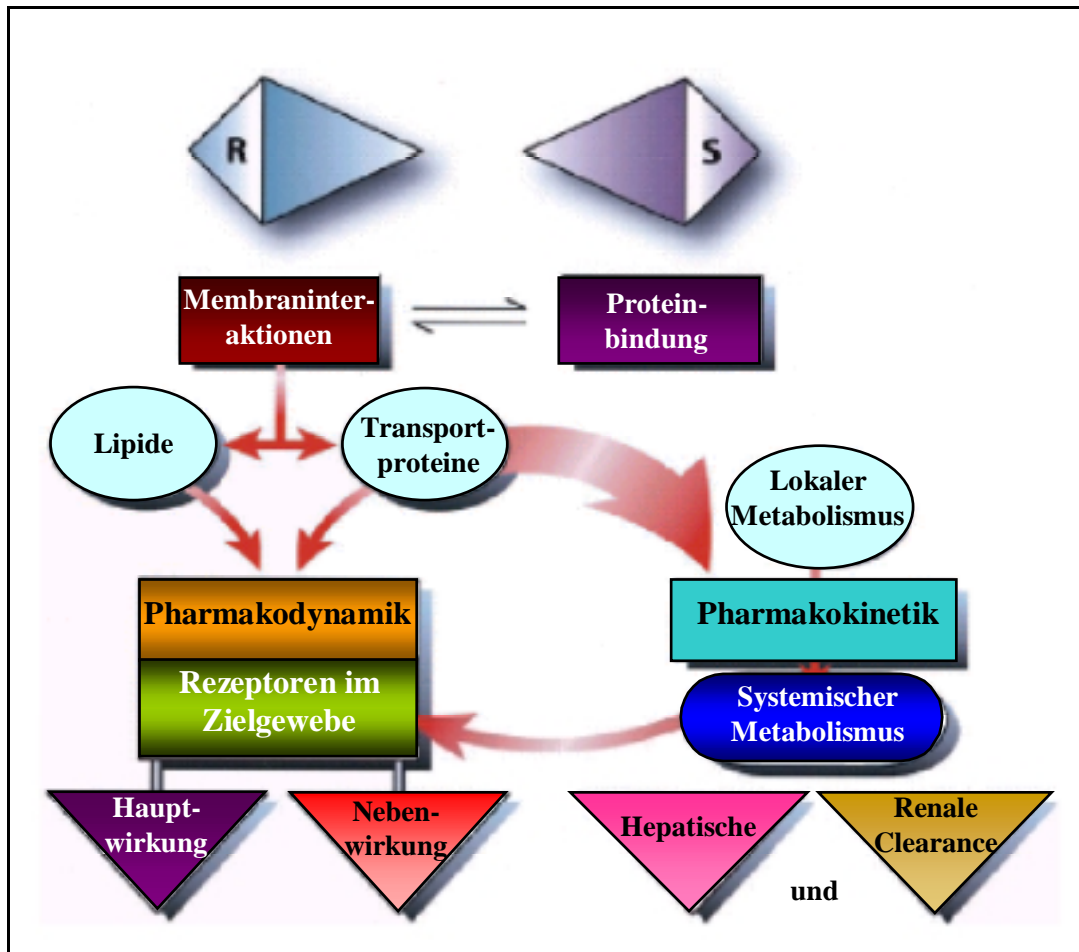 R
S
Membraninter-
aktionen
Protein-
bindung
Lipide
Transport-
proteine
Lokaler
Metabolismus
Pharmakodynamik
Pharmakokinetik
Rezeptoren im
Zielgewebe
Systemischer
Metabolismus
Haupt-
wirkung
Neben-
wirkung
Hepatische
und
Renale
Clearance